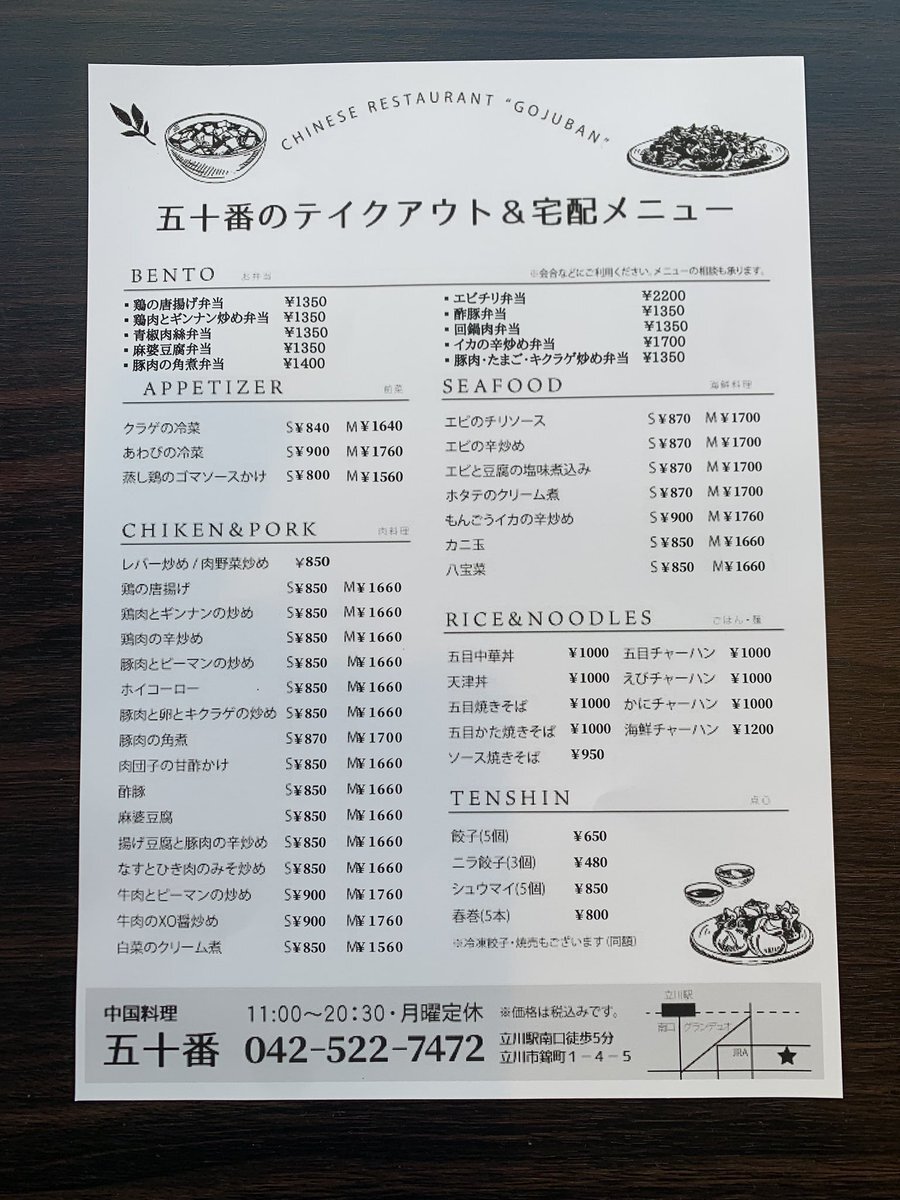 CHINESE RESTAURANT "GOJUBAN"
五十番のテイクアウト&宅配メニュー
BENTO お弁当 ※会合などにご利用ください。メニューの相談も承ります。
▪鶏の唐揚げ弁当 ¥1350
▪鶏肉とギンナン炒め弁当 ¥1350
▪青椒肉絲弁当 ¥1350
▪麻婆豆腐弁当 ¥1350
▪豚肉の角煮弁当 ¥1400
▪エビチリ弁当 ¥2200
▪酢豚弁当 ¥1350
▪回鍋肉弁当 ¥1350
▪イカの辛炒め弁当 ¥1700
▪豚肉・たまご・キクラゲ炒め弁当 ¥1350
APPETIZER 前菜
クラゲの冷菜 S¥840 M¥1640
あわびの冷菜 S¥900 M¥1760
蒸し鶏のゴマソースかけ S¥800 M¥1560
CHIKEN&PORK 肉料理
レバー炒め / 肉野菜炒め ¥850
鶏の唐揚げ S¥850 M¥1660
鶏肉とギンナンの炒め S¥850 M¥1660
鶏肉の辛炒め S¥850 M¥1660
豚肉とピーマンの炒め S¥850 M¥1660
ホイコーロー S¥850 M¥1660
豚肉と卵とキクラゲの炒め S¥850 M¥1660
豚肉の角煮 S¥870 M¥1700
肉団子の甘酢かけ S¥850 M¥1660
酢豚 S¥850 M¥1660
麻婆豆腐 S¥850 M¥1660
揚げ豆腐と豚肉の辛炒め S¥850 M¥1660
なすとひき肉のみそ炒め S¥850 M¥1660
牛肉とピーマンの炒め S¥900 M¥1760
牛肉のXO醤炒め S¥900 M¥1760
白菜のクリーム煮 S¥850 M¥1560
SEAFOOD 海鮮料理
エビのチリソース S¥870 M¥1700
エビの辛炒め S¥870 M¥1700
エビと豆腐の塩味煮込み S¥870 M¥1700
ホタテのクリーム煮 S¥870 M¥1700
もんごうイカの辛炒め S¥900 M¥1760
カニ玉 S¥850 M¥1660
八宝菜 S¥850 M¥1660
RICE&NOODLES ごはん・麺
五目中華丼 ¥1000 五目チャーハン ¥1000
天津丼 ¥1000 えびチャーハン ¥1000
五目焼きそば ¥1000 かにチャーハン ¥1000
五目かた焼きそば ¥1000 海鮮チャーハン ¥1200
ソース焼きそば ¥950
TENSHIN 点心
餃子(5個) ¥650
ニラ餃子(3個) ¥480
シュウマイ(5個) ¥850
春巻(5本) ¥800
※冷凍餃子・焼売もございます(同額)
中国料理 11:00〜20:30・月曜定休 ※価格は税込みです。
五十番 042-522-7472
立川駅南口徒歩5分
立川市錦町1-4-5
立川駅
南口 グランデュオ
JRA